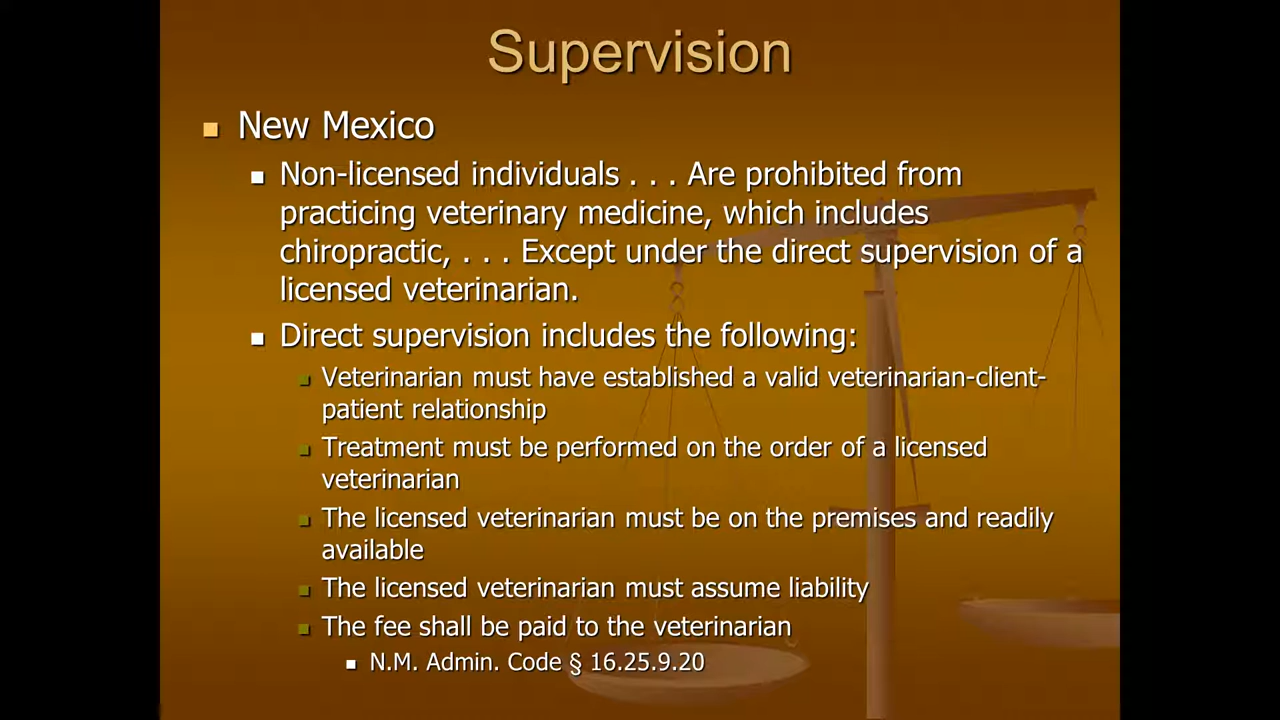 Supervision
New Mexico
Non-licensed individuals . . . Are prohibited from
practicing veterinary medicine, which includes
chiropractic, . . . Except under the direct supervision of a
licensed veterinarian.
Direct supervision includes the following:
Veterinarian must have established a valid veterinarian-client-
patient relationship
Treatment must be performed on the order of a licensed
veterinarian
The licensed veterinarian must be on the premises and readily
available
The licensed veterinarian must assume liability
The fee shall be paid to the veterinarian
N.M. Admin. Code § 16.25.9.20